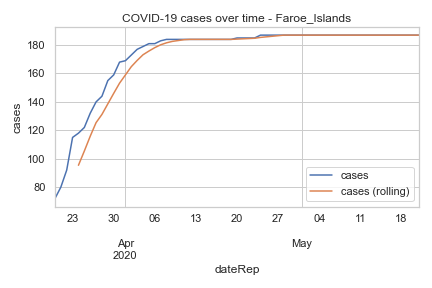 COVID-19 cases over time - Faroe_Islands
cases
180
160
140
120
100
80
cases
cases (rolling)
23 30 06 13 20 27 04 11 18
Apr May
2020
dateRep